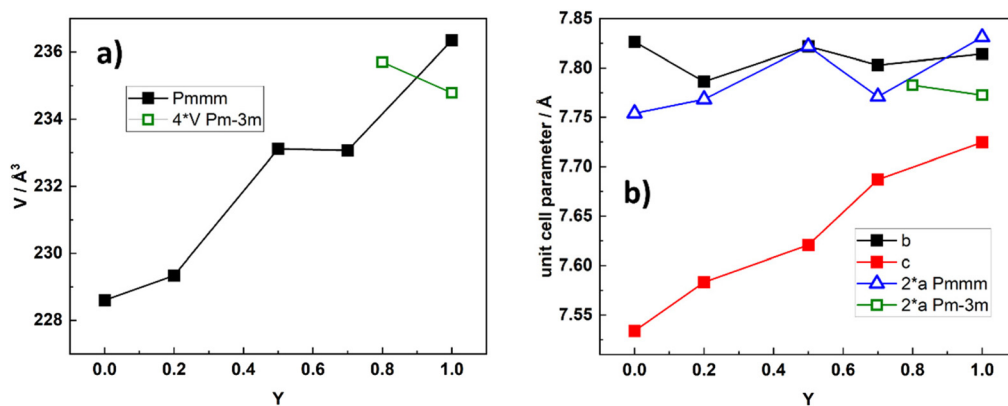 a)
Pmmm
4*V Pm-3m
V / Å³
236
234
232
230
228
0.0 0.2 0.4 0.6 0.8 1.0
Y
b)
b
c
2*a Pmmm
2*a Pm-3m
unit cell parameter / Å
7.85
7.80
7.75
7.70
7.65
7.60
7.55
0.0 0.2 0.4 0.6 0.8 1.0
Y